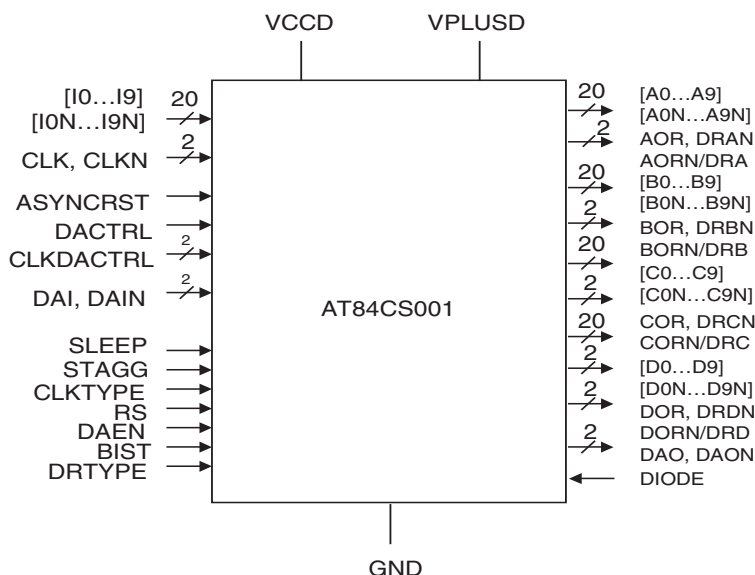 VCCD
VPLUSD
[I0...I9]
20
[I0N...I9N]
2
CLK, CLKN
ASYNCRST
DACTRL
2
CLKDACTRL
2
DAI, DAIN
SLEEP
STAGG
CLKTYPE
RS
DAEN
BIST
DRTYPE
AT84CS001
20
[A0...A9]
[A0N...A9N]
2
AOR, DRAN
AORN/DRA
20
[B0...B9]
[B0N...B9N]
2
BOR, DRBN
20
BORN/DRB
[C0...C9]
2
[C0N...C9N]
20
COR, DRCN
CORN/DRC
2
[D0...D9]
[D0N...D9N]
2
DOR, DRDN
DORN/DRD
2
DAO, DAON
DIODE
GND